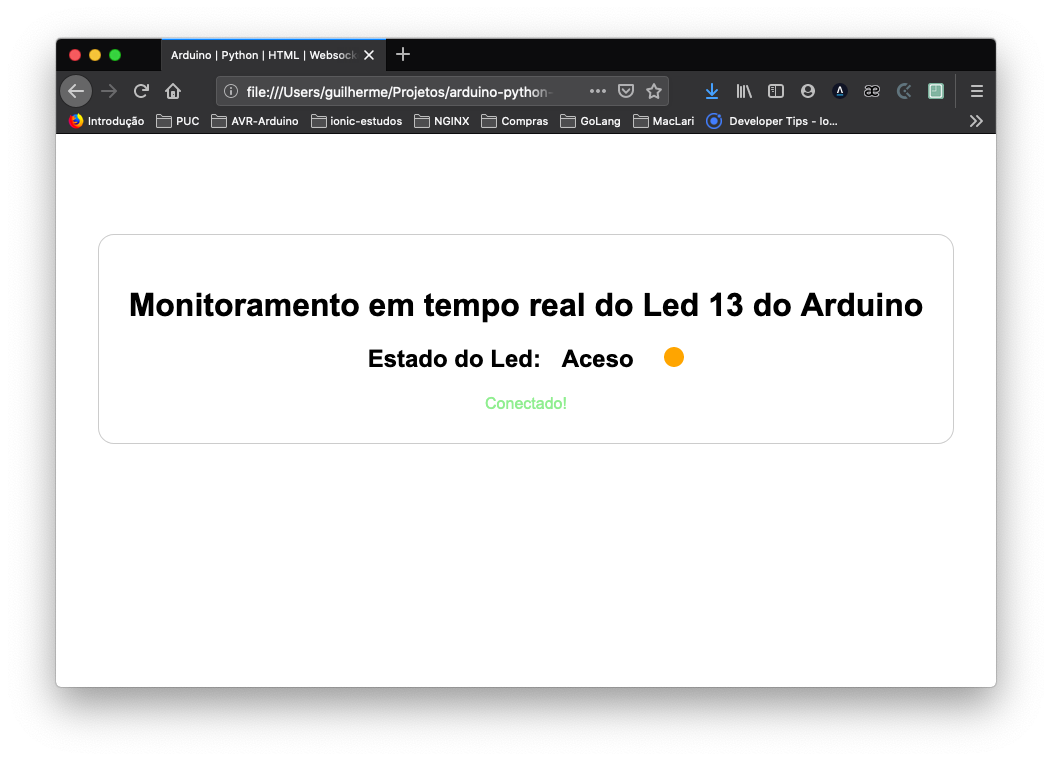 Arduino | Python | HTML | Websock
file:///Users/guilherme/Projetos/arduino-python-
Introdução PUC AVR-Arduino ionic-estudos NGINX Compras GoLang MacLari Developer Tips - Io...
Monitoramento em tempo real do Led 13 do Arduino
Estado do Led: Aceso
Conectado!